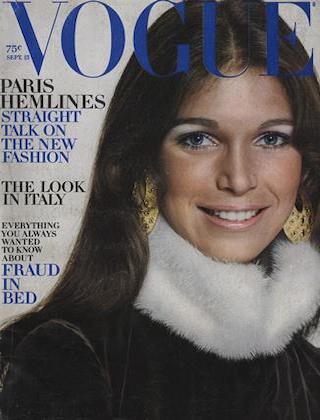 VOGUE
75¢
SEPT. 15
PARIS
HEMLINES
STRAIGHT
TALK ON
THE NEW
FASHION
THE LOOK
IN ITALY
EVERYTHING
YOU ALWAYS
WANTED
TO KNOW
ABOUT
FRAUD
IN
BED